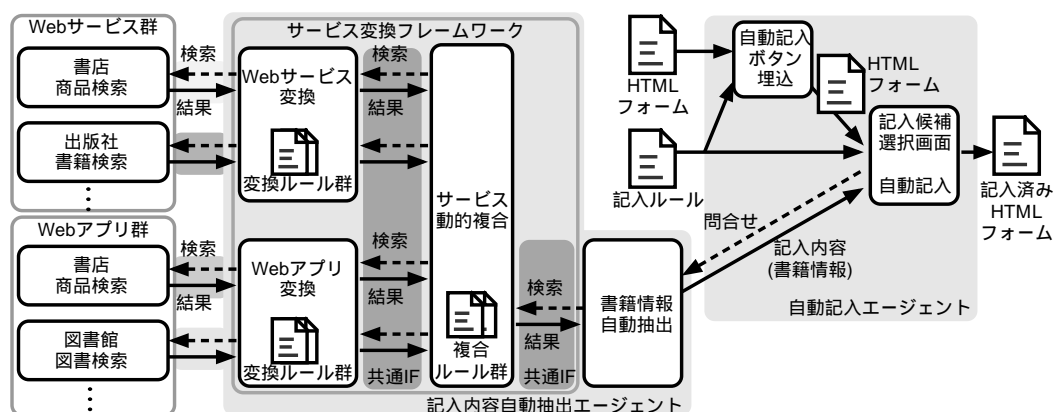 Webサービス群
書店
商品検索
出版社
書籍検索
Webアプリ群
書店
商品検索
図書館
図書検索
検索
結果
検索
結果
サービス変換フレームワーク
Webサービス
変換
変換ルール群
Webアプリ
変換
変換ルール群
検索
結果
検索
結果
共通IF
サービス
動的複合
複合
ルール群
検索
結果
共通IF
書籍情報
自動抽出
記入内容自動抽出エージェント
HTML
フォーム
記入ルール
自動記入
ボタン
埋込
HTML
フォーム
記入候補
選択画面
自動記入
記入済み
HTML
フォーム
問合せ
記入内容
(書籍情報)
自動記入エージェント